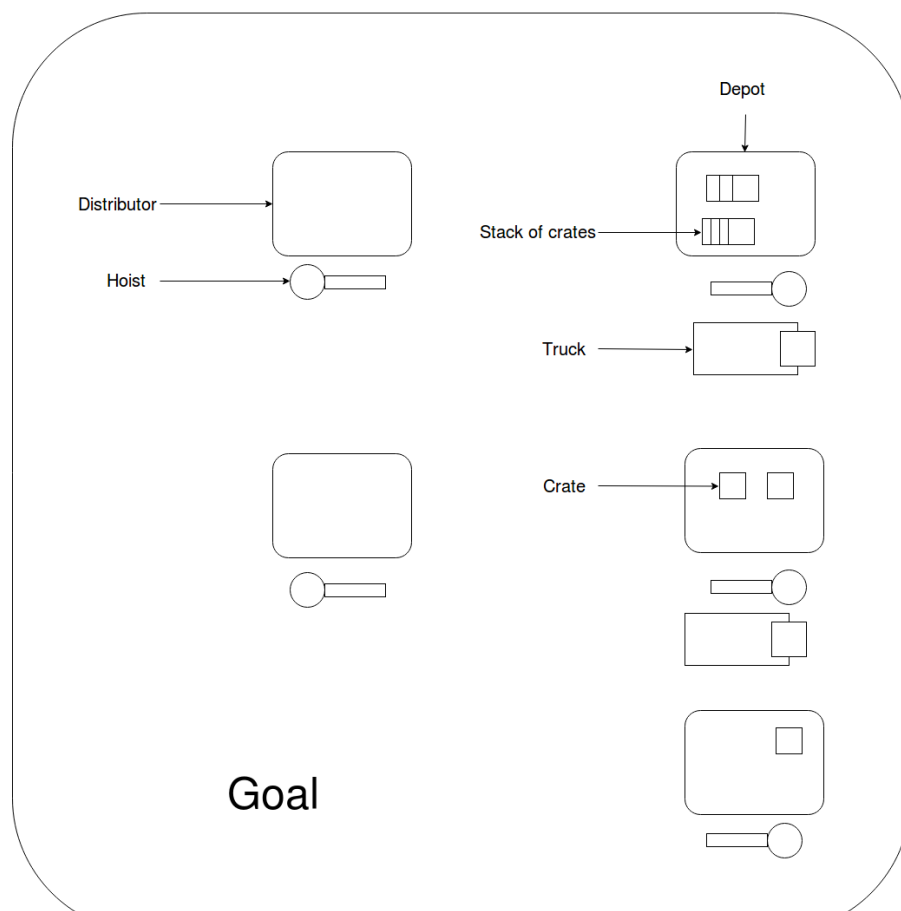 Depot
Distributor
Stack of crates
Hoist
Truck
Crate
Goal